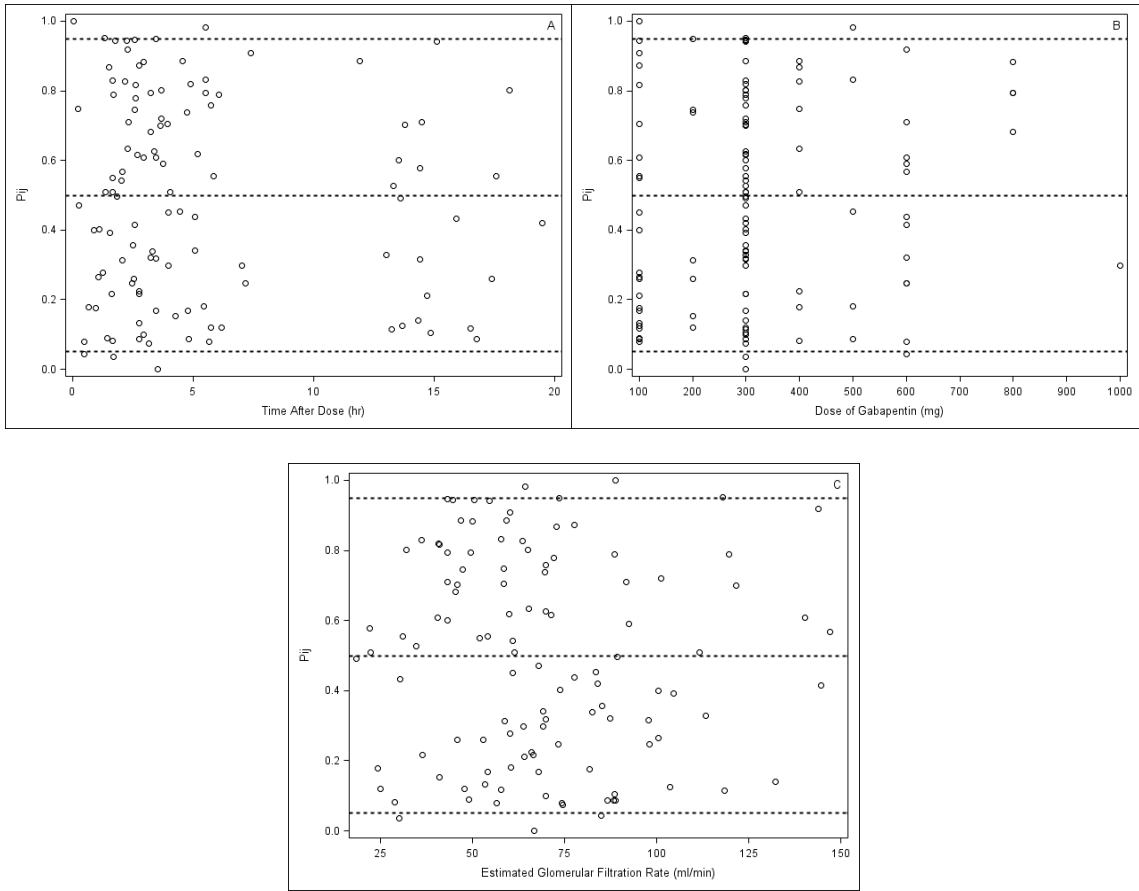 A
1.0
0.8
0.6
0.4
0.2
0.0
Pij
0 5 10 15 20
Time After Dose (hr)
B
1.0
0.8
0.6
0.4
0.2
0.0
Pij
100 200 300 400 500 600 700 800 900 1000
Dose of Gabapentin (mg)
C
1.0
0.8
0.6
0.4
0.2
0.0
Pij
25 50 75 100 125 150
Estimated Glomerular Filtration Rate (ml/min)